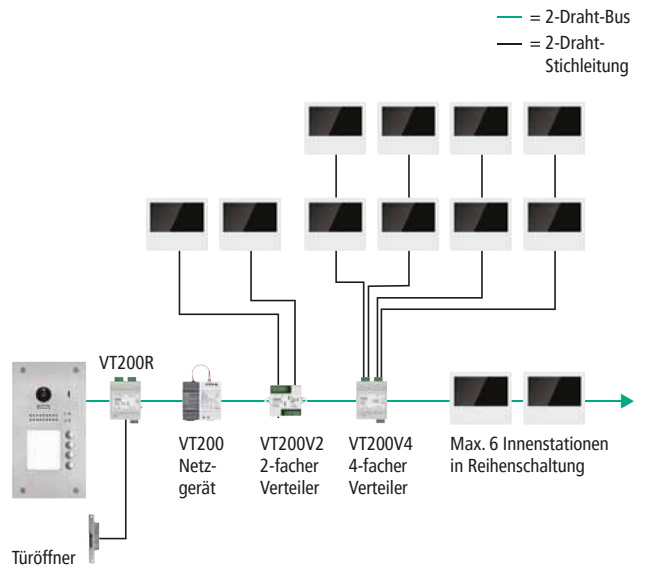 = 2-Draht-Bus
= 2-Draht-
Stichleitung
VT200R
VT200
Netz-
gerät
VT200V2
2-facher
Verteiler
VT200V4
4-facher
Verteiler
Max. 6 Innenstationen
in Reihenschaltung
Türöffner